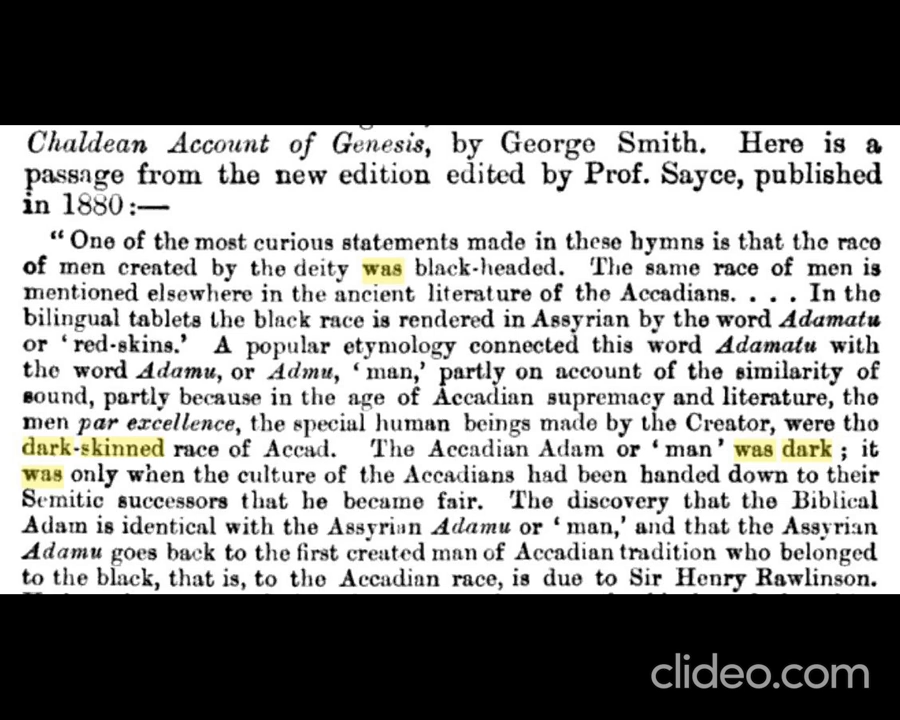 Chaldean Account of Genesis, by George Smith. Here is a
passage from the new edition edited by Prof. Sayce, published
in 1880:—
“One of the most curious statements made in these hymns is that the race
of men created by the deity was black-headed. The same race of men is
mentioned elsewhere in the ancient literature of the Accadians. . . . In the
bilingual tablets the black race is rendered in Assyrian by the word Adamatu
or ‘red-skins.’ A popular etymology connected this word Adamatu with
the word Adamu, or Admu, ‘man,’ partly on account of the similarity of
sound, partly because in the age of Accadian supremacy and literature, the
men par excellence, the special human beings made by the Creator, were the
dark-skinned race of Accad. The Accadian Adam or ‘man’ was dark; it
was only when the culture of the Accadians had been handed down to their
Semitic successors that he became fair. The discovery that the Biblical
Adam is identical with the Assyrian Adamu or ‘man,’ and that the Assyrian
Adamu goes back to the first created man of Accadian tradition who belonged
to the black, that is, to the Accadian race, is due to Sir Henry Rawlinson.
clideo.com